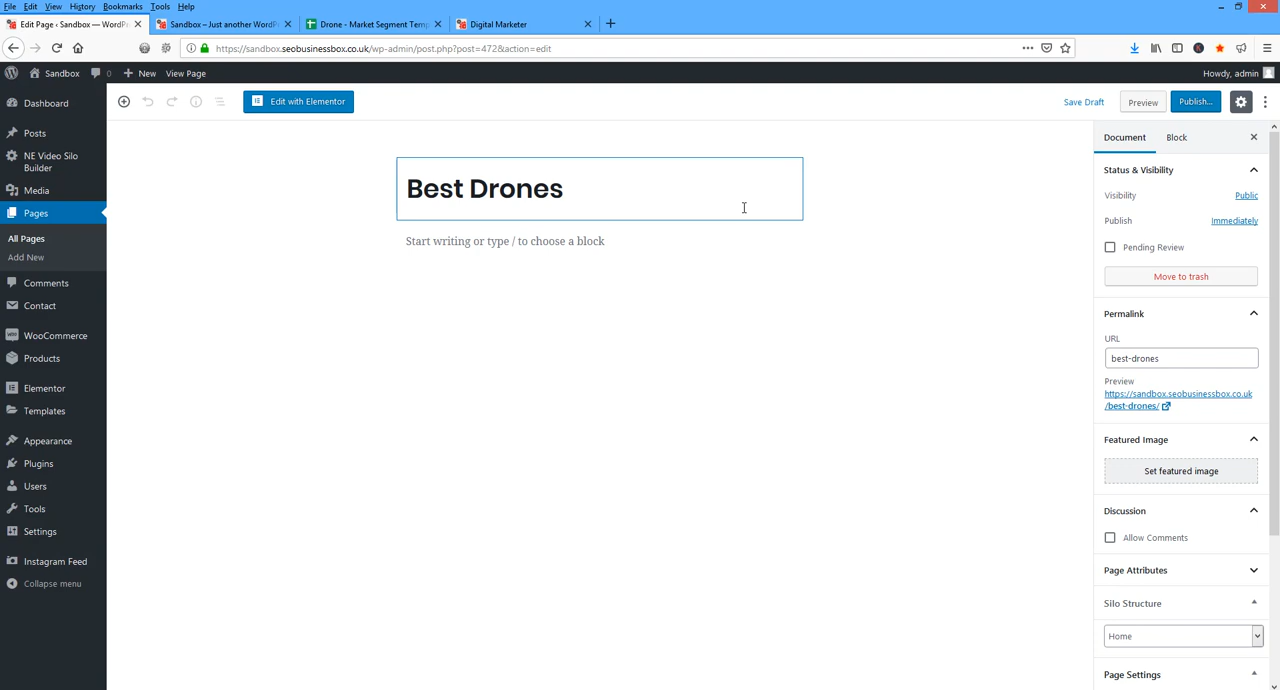 File Edit View History Bookmarks Tools Help
Edit Page ‹ Sandbox — WordPr
Sandbox – Just another WordPr
Drone - Market Segment Temp
Digital Marketer
https://sandbox.seobusinessbox.co.uk/wp-admin/post.php?post=472&action=edit
Sandbox 0 + New View Page Howdy, admin
Edit with Elementor
Save Draft Preview Publish...
Dashboard
Posts
NE Video Silo
Builder
Media
Pages
All Pages
Add New
Comments
Contact
WooCommerce
Products
Elementor
Templates
Appearance
Plugins
Users
Tools
Settings
Instagram Feed
Collapse menu
Best Drones
Start writing or type / to choose a block
Document Block
Status & Visibility
Visibility Public
Publish Immediately
Pending Review
Move to trash
Permalink
URL
best-drones
Preview
https://sandbox.seobusinessbox.co.uk
/best-drones/
Featured Image
Set featured image
Discussion
Allow Comments
Page Attributes
Silo Structure
Home
Page Settings